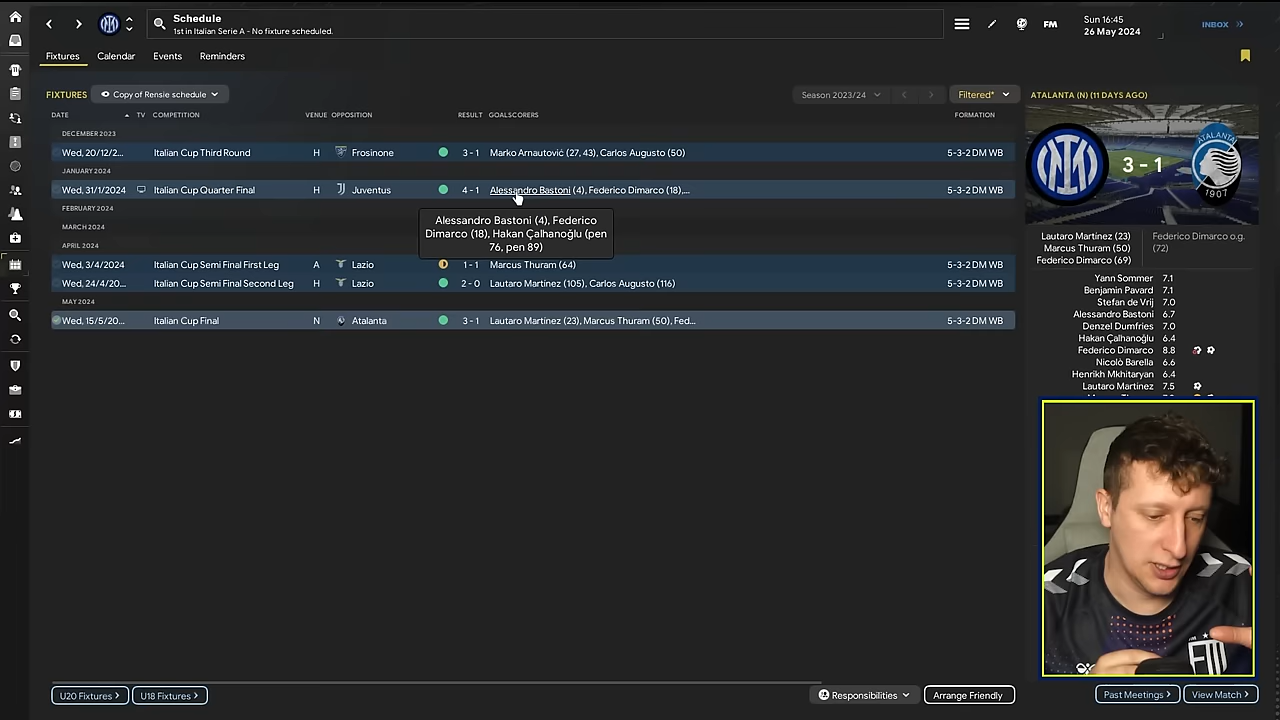 Schedule
1st in Italian Serie A - No fixture scheduled.
FM
Sun 16:45
26 May 2024
INBOX
Fixtures Calendar Events Reminders
FIXTURES Copy of Rensie schedule Season 2023/24 Filtered*
DATE TV COMPETITION VENUE OPPOSITION RESULT GOALSCORERS FORMATION
DECEMBER 2023
Wed, 20/12/2... Italian Cup Third Round H Frosinone 3 - 1 Marko Arnautović (27, 43), Carlos Augusto (50) 5-3-2 DM WB
JANUARY 2024
Wed, 31/1/2024 Italian Cup Quarter Final H Juventus 4 - 1 Alessandro Bastoni (4), Federico Dimarco (18),... 5-3-2 DM WB
FEBRUARY 2024
Alessandro Bastoni (4), Federico
Dimarco (18), Hakan Çalhanoğlu (pen
76, pen 89)
MARCH 2024
APRIL 2024
Wed, 3/4/2024 Italian Cup Semi Final First Leg A Lazio 1 - 1 Marcus Thuram (64) 5-3-2 DM WB
Wed, 24/4/20... Italian Cup Semi Final Second Leg H Lazio 2 - 0 Lautaro Martínez (105), Carlos Augusto (116) 5-3-2 DM WB
MAY 2024
Wed, 15/5/20... Italian Cup Final N Atalanta 3 - 1 Lautaro Martínez (23), Marcus Thuram (50), Fed... 5-3-2 DM WB
ATALANTA (N) (11 DAYS AGO)
3 - 1
ATALANTA
1907
Lautaro Martínez (23)
Marcus Thuram (50)
Federico Dimarco (69)
Federico Dimarco o.g.
(72)
Yann Sommer 7.1
Benjamin Pavard 7.1
Stefan de Vrij 7.0
Alessandro Bastoni 6.7
Denzel Dumfries 7.0
Hakan Çalhanoğlu 6.4
Federico Dimarco 8.8
Nicolò Barella 6.6
Henrikh Mkhitaryan 6.4
Lautaro Martínez 7.5
U20 Fixtures U18 Fixtures Responsibilities Arrange Friendly Past Meetings View Match